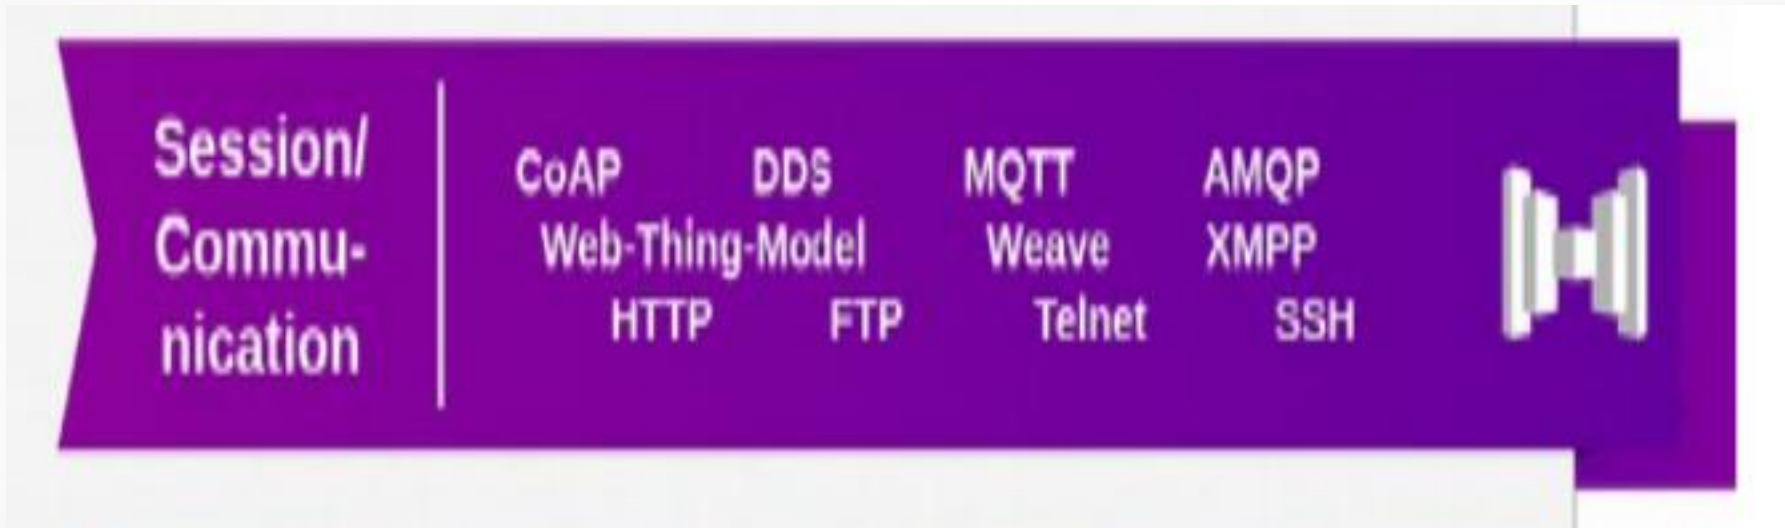 Session/
Commu-
nication
CoAP DDS MQTT AMQP
Web-Thing-Model Weave XMPP
HTTP FTP Telnet SSH